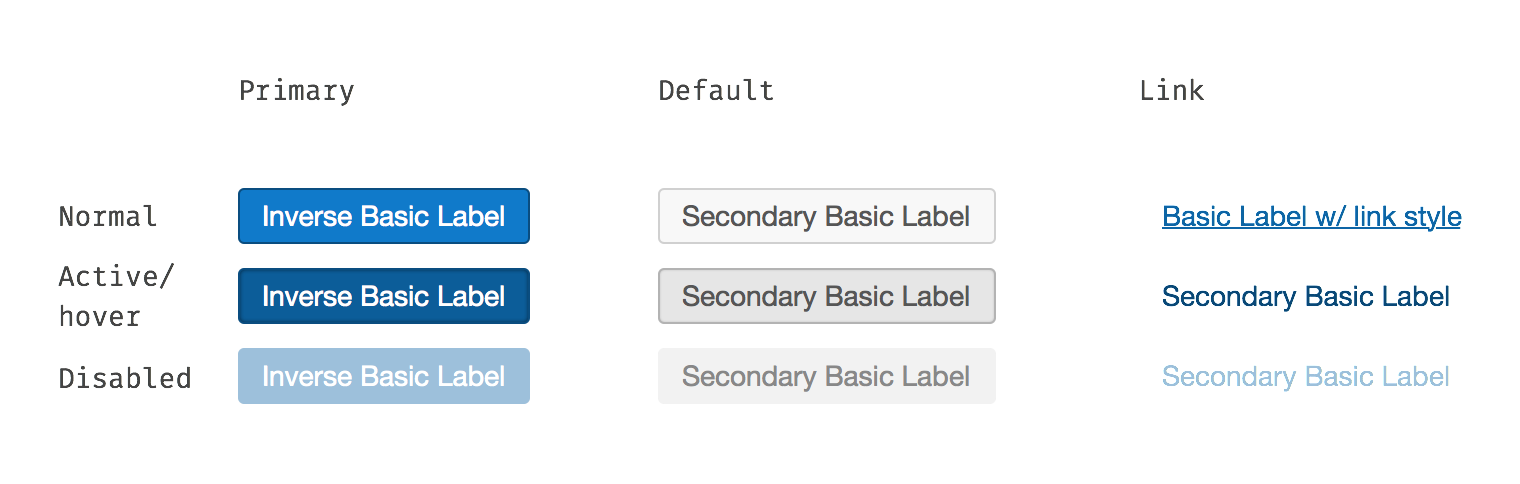 Primary Default Link
Normal Inverse Basic Label Secondary Basic Label Basic Label w/ link style
Active/
hover Inverse Basic Label Secondary Basic Label Secondary Basic Label
Disabled Inverse Basic Label Secondary Basic Label Secondary Basic Label